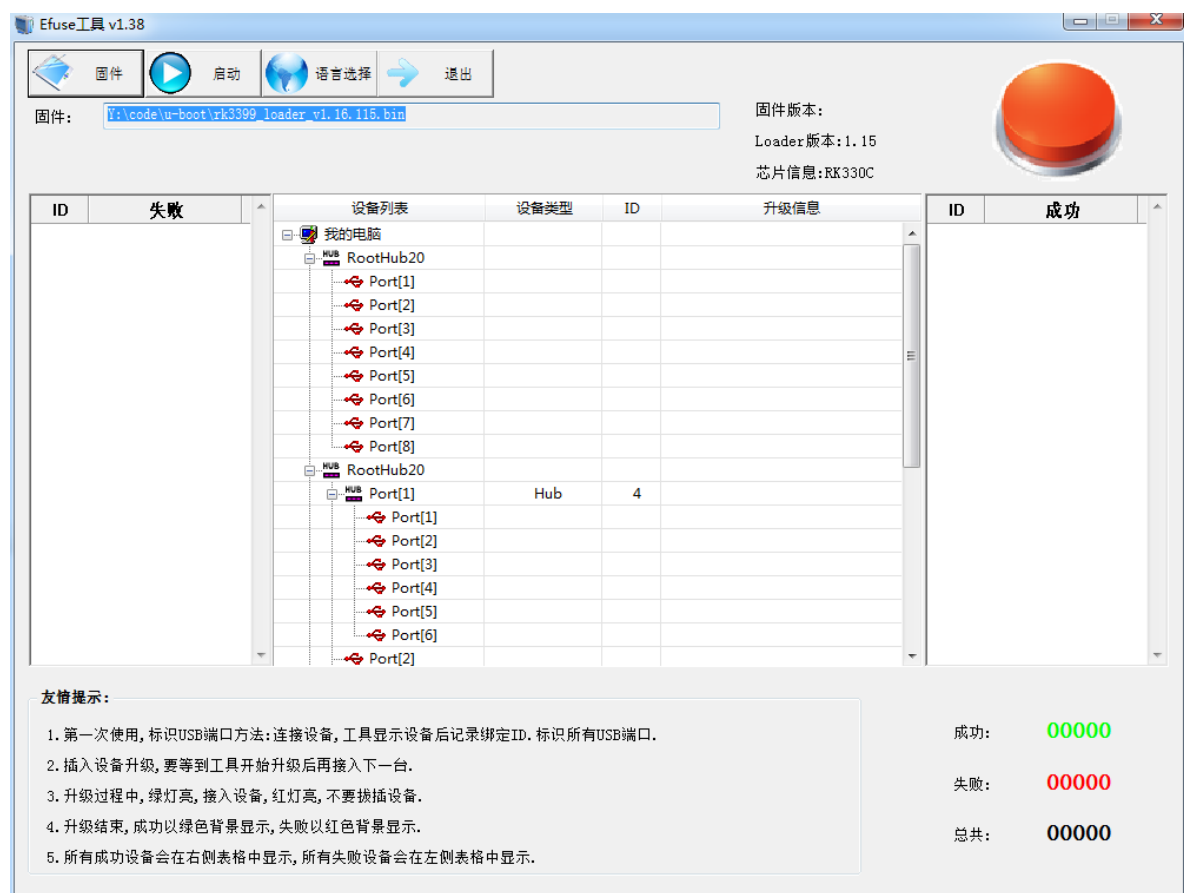 Efuse工具 v1.38
固件 启动 语言选择 退出
固件: Y:\code\u-boot\rk3399_loader_v1.16.115.bin
固件版本:
Loader版本:1.15
芯片信息:RK330C
ID 失败
设备列表 设备类型 ID 升级信息
ID 成功
我的电脑
HUB RootHub20
Port[1]
Port[2]
Port[3]
Port[4]
Port[5]
Port[6]
Port[7]
Port[8]
HUB RootHub20
HUB Port[1] Hub 4
Port[1]
Port[2]
Port[3]
Port[4]
Port[5]
Port[6]
Port[2]
友情提示:
1.第一次使用,标识USB端口方法:连接设备,工具显示设备后记录绑定ID.标识所有USB端口.
2.插入设备升级,要等到工具开始升级后再接入下一台.
3.升级过程中,绿灯亮,接入设备,红灯亮,不要拔插设备.
4.升级结束,成功以绿色背景显示,失败以红色背景显示.
5.所有成功设备会在右侧表格中显示,所有失败设备会在左侧表格中显示.
成功: 00000
失败: 00000
总共: 00000